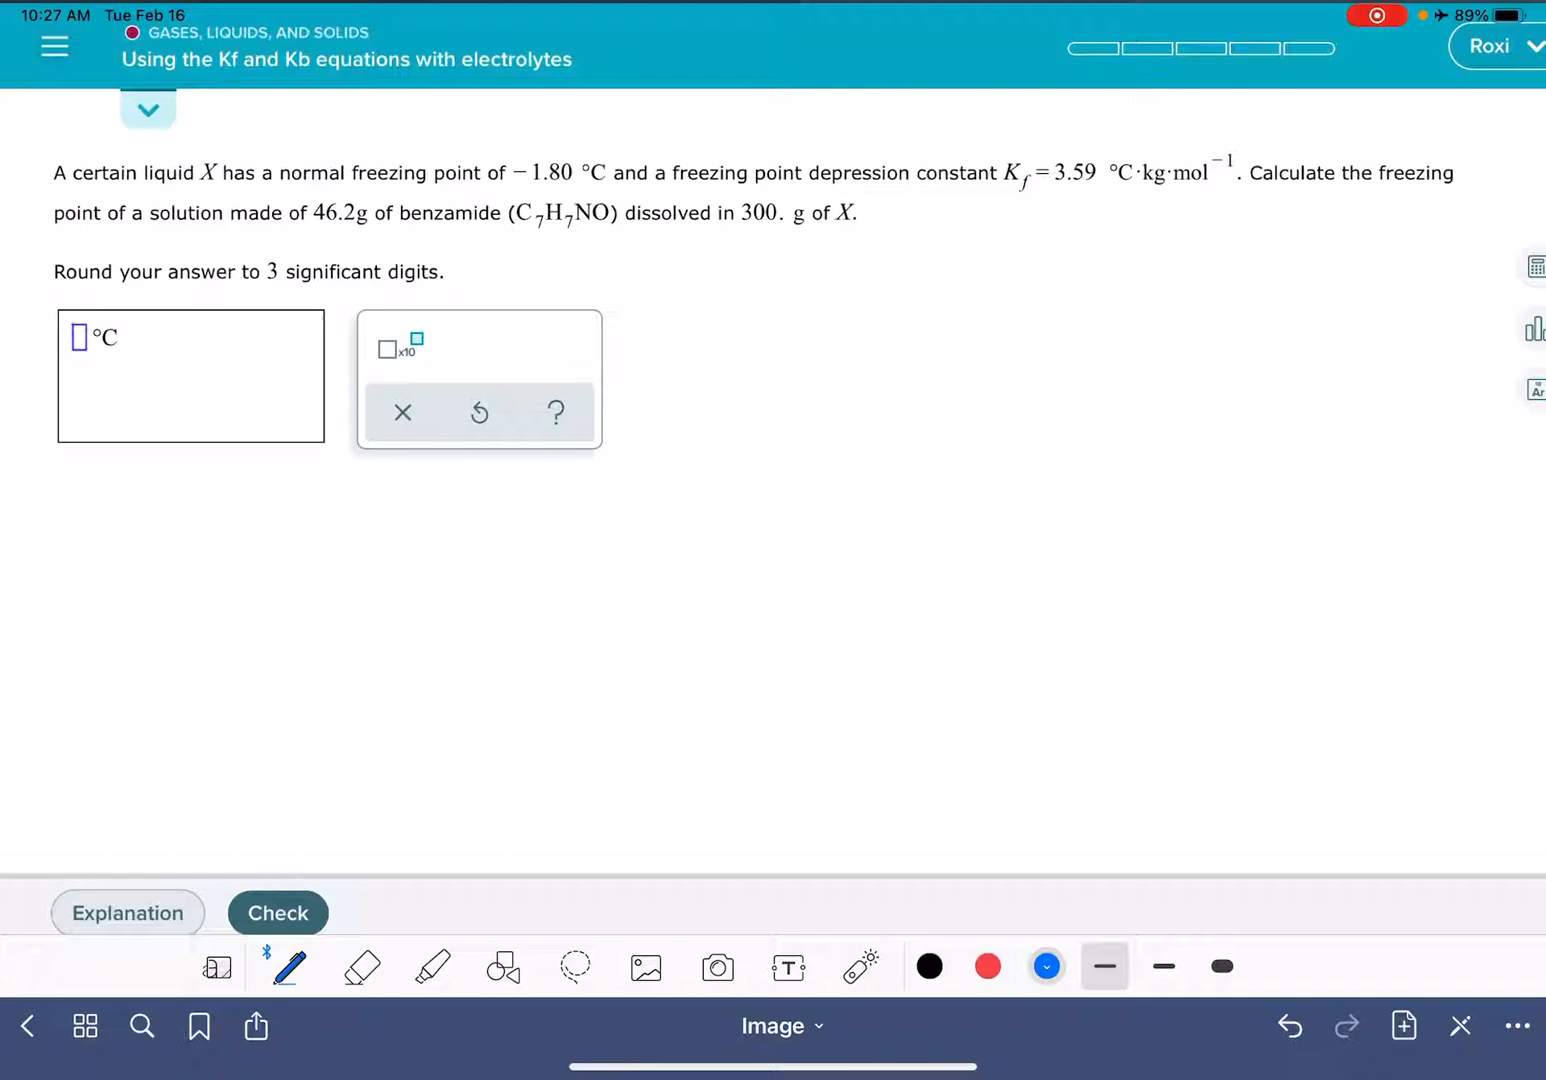 10:27 AM Tue Feb 16
89%
GASES, LIQUIDS, AND SOLIDS
Using the Kf and Kb equations with electrolytes
Roxi
A certain liquid X has a normal freezing point of −1.80 °C and a freezing point depression constant K_f = 3.59 °C·kg·mol⁻¹. Calculate the freezing
point of a solution made of 46.2g of benzamide (C₇H₇NO) dissolved in 300. g of X.
Round your answer to 3 significant digits.
°C
x10
?
Ar
Explanation
Check
a
T
Image